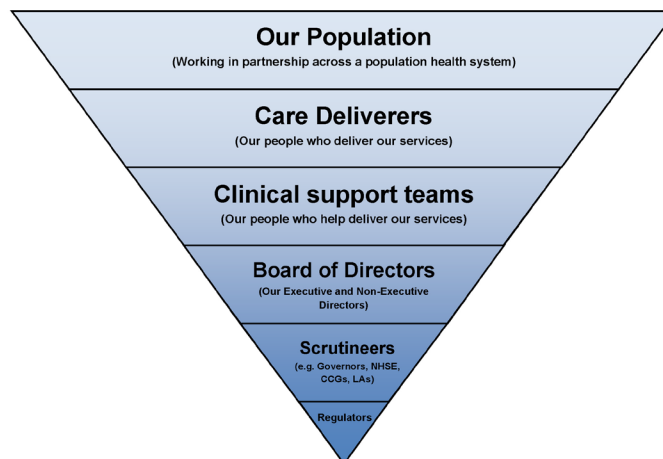 Our Population
(Working in partnership across a population health system)
Care Deliverers
(Our people who deliver our services)
Clinical support teams
(Our people who help deliver our services)
Board of Directors
(Our Executive and Non-Executive
Directors)
Scrutineers
(e.g. Governors, NHSE,
CCGs, LAs)
Regulators